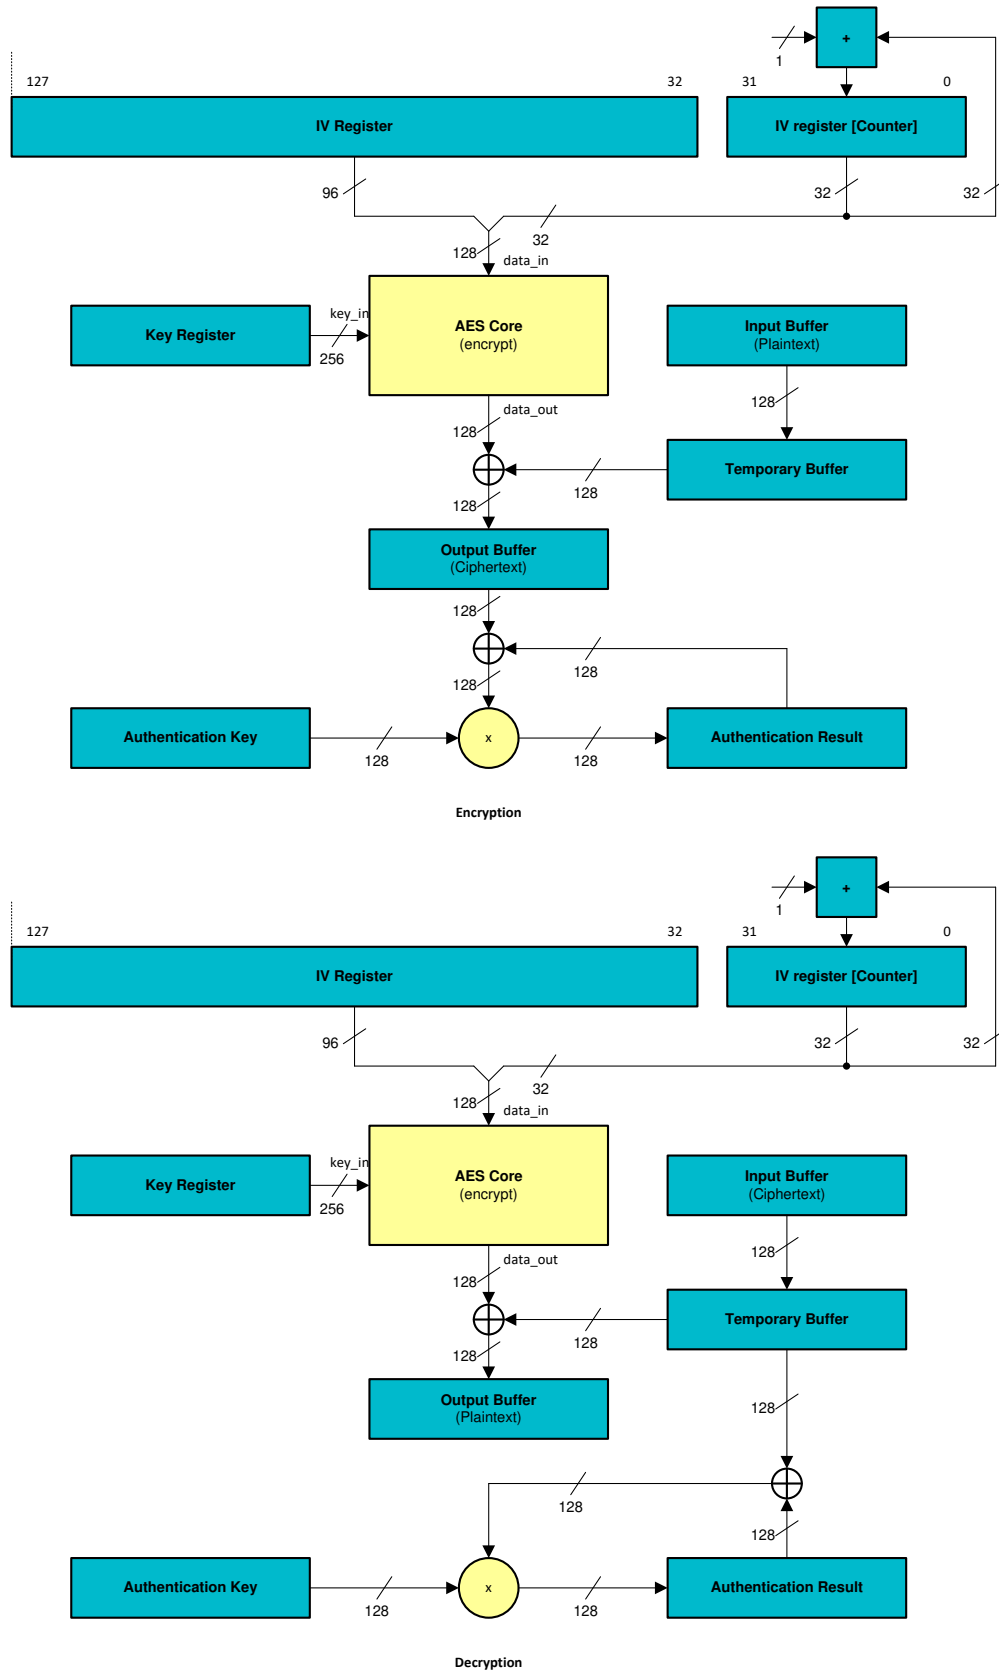 +
1
127
32
31
0
IV Register
IV register [Counter]
96
32
32
32
128
data_in
key_in
Key Register
256
AES Core
(encrypt)
Input Buffer
(Plaintext)
data_out
128
128
Temporary Buffer
128
128
Output Buffer
(Ciphertext)
128
128
128
Authentication Key
128
x
128
Authentication Result
Encryption
+
1
127
32
31
0
IV Register
IV register [Counter]
96
32
32
32
128
data_in
key_in
Key Register
256
AES Core
(encrypt)
Input Buffer
(Ciphertext)
data_out
128
128
Temporary Buffer
128
128
Output Buffer
(Plaintext)
128
128
128
Authentication Key
128
x
128
Authentication Result
Decryption